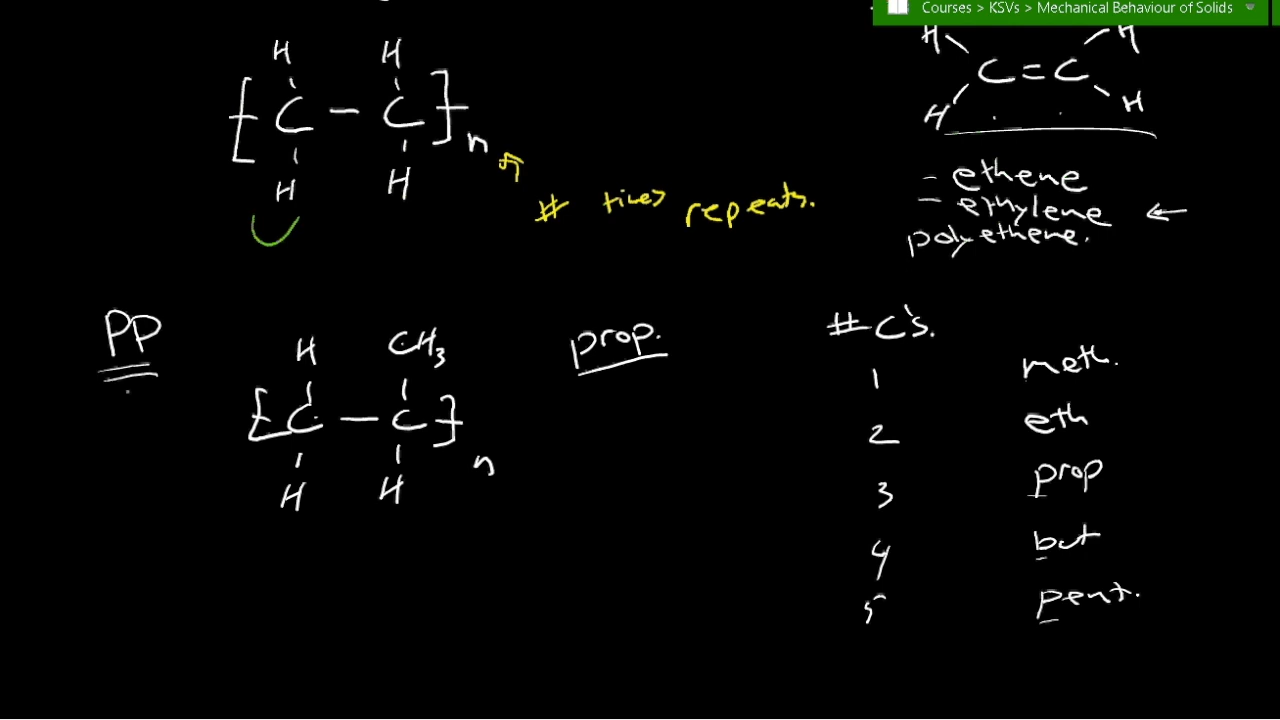 Courses > KSVs > Mechanical Behaviour of Solids
H H
C - C
n
H H
# times repeats.
H H
C = C
H H
- ethene
- ethylene ←
polyethene.
PP
H CH3
C - C
n
H H
prop.
# C's.
1 meth.
2 eth
3 prop
4 but
5 pent.